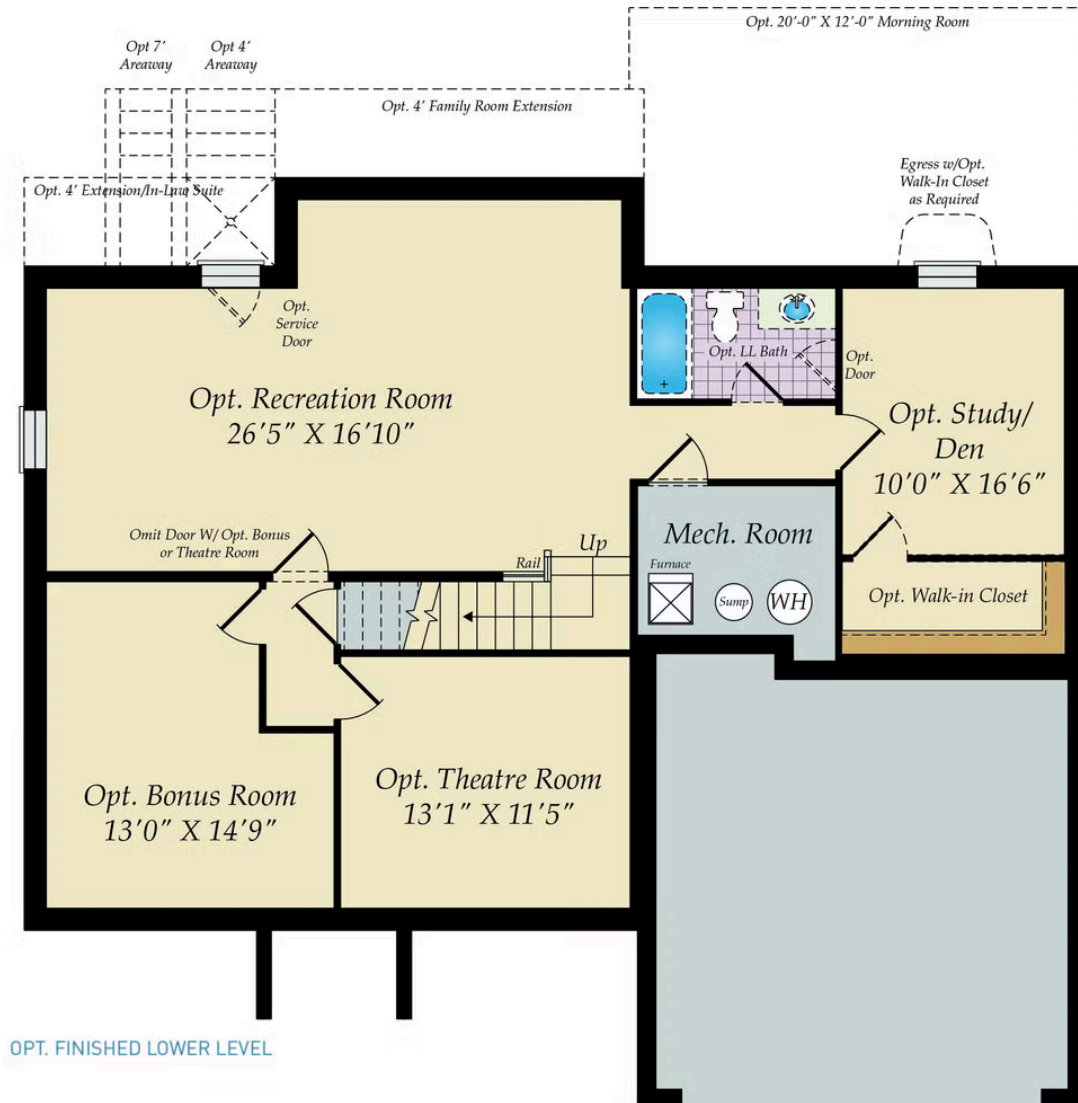 Opt. 20'-0" X 12'-0" Morning Room
Opt 7'
Areaway
Opt 4'
Areaway
Opt. 4' Family Room Extension
Opt. 4' Extension/In-Law Suite
Egress w/Opt.
Walk-In Closet
as Required
Opt.
Service
Door
Opt. LL Bath
Opt.
Door
Opt. Recreation Room
26'5" X 16'10"
Opt. Study/
Den
10'0" X 16'6"
Omit Door W/ Opt. Bonus
or Theatre Room
Rail
Up
Mech. Room
Furnace
Sump
WH
Opt. Walk-in Closet
Opt. Bonus Room
13'0" X 14'9"
Opt. Theatre Room
13'1" X 11'5"
OPT. FINISHED LOWER LEVEL